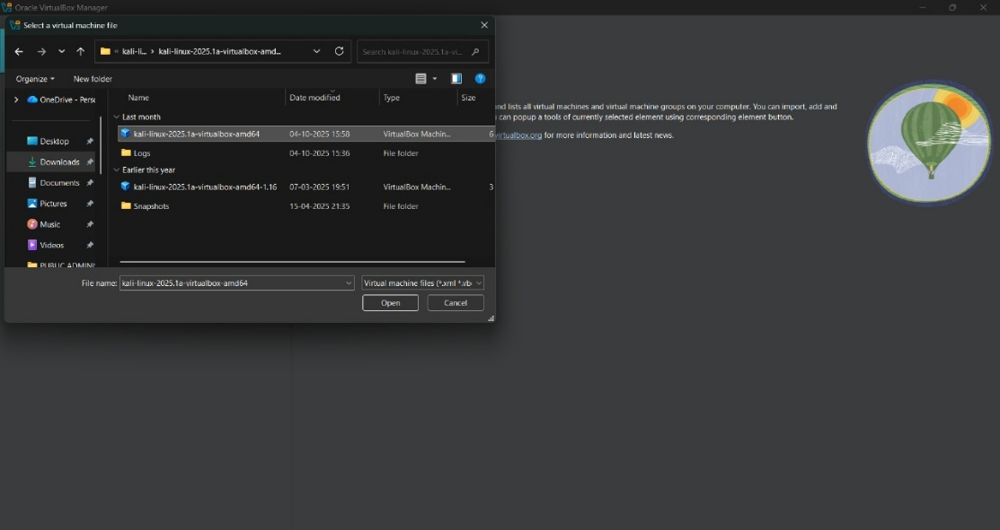 Oracle VirtualBox Manager
Select a virtual machine file
« kali-li... › kali-linux-2025.1a-virtualbox-amd...
Search kali-linux-2025.1a-vi...
Organize
New folder
Name
Date modified
Type
Size
OneDrive - Perso
Desktop
Downloads
Documents
Pictures
Music
Videos
PUBLIC ADMINI
Last month
kali-linux-2025.1a-virtualbox-amd64 04-10-2025 15:58 VirtualBox Machin... 6
Logs 04-10-2025 15:36 File folder
Earlier this year
kali-linux-2025.1a-virtualbox-amd64-1.16 07-03-2025 19:51 VirtualBox Machin... 3
Snapshots 15-04-2025 21:35 File folder
File name: kali-linux-2025.1a-virtualbox-amd64
Virtual machine files (*.xml *.vb
Open
Cancel
and lists all virtual machines and virtual machine groups on your computer. You can import, add and
can popup a tools of currently selected element using corresponding element button.
virtualbox.org for more information and latest news.